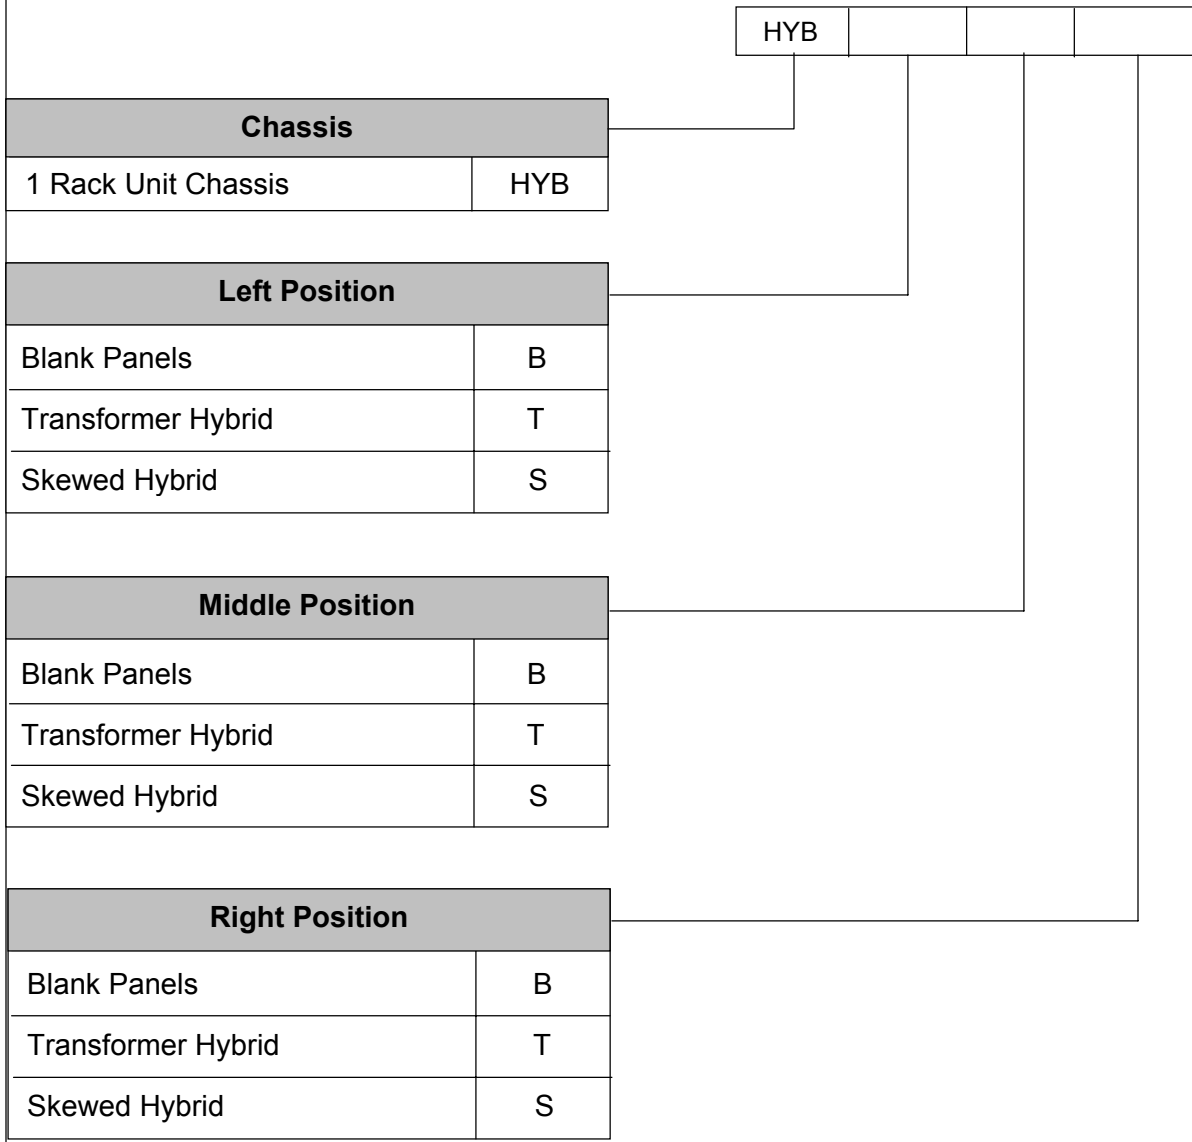 HYB
Chassis
1 Rack Unit Chassis HYB
Left Position
Blank Panels B
Transformer Hybrid T
Skewed Hybrid S
Middle Position
Blank Panels B
Transformer Hybrid T
Skewed Hybrid S
Right Position
Blank Panels B
Transformer Hybrid T
Skewed Hybrid S